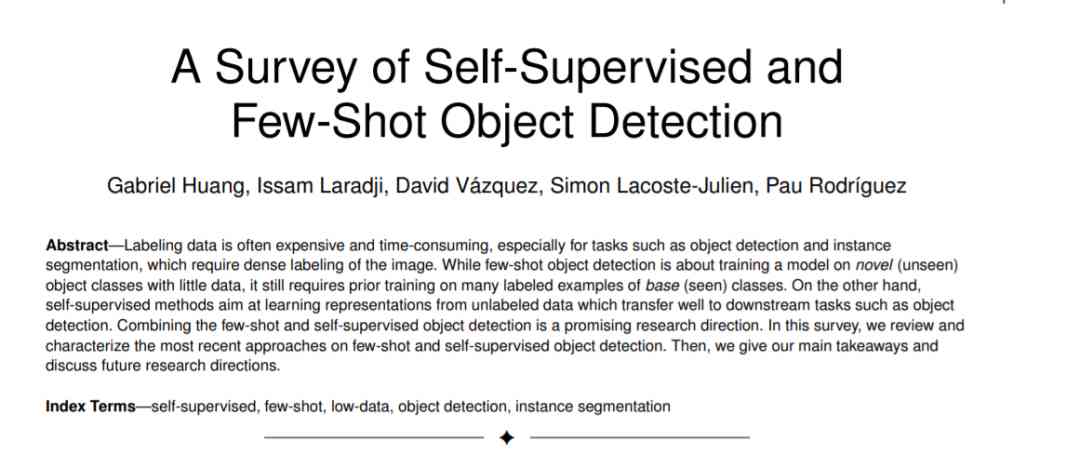 A Survey of Self-Supervised and
Few-Shot Object Detection
Gabriel Huang, Issam Laradji, David Vázquez, Simon Lacoste-Julien, Pau Rodríguez
Abstract—Labeling data is often expensive and time-consuming, especially for tasks such as object detection and instance
segmentation, which require dense labeling of the image. While few-shot object detection is about training a model on novel (unseen)
object classes with little data, it still requires prior training on many labeled examples of base (seen) classes. On the other hand,
self-supervised methods aim at learning representations from unlabeled data which transfer well to downstream tasks such as object
detection. Combining the few-shot and self-supervised object detection is a promising research direction. In this survey, we review and
characterize the most recent approaches on few-shot and self-supervised object detection. Then, we give our main takeaways and
discuss future research directions.
Index Terms—self-supervised, few-shot, low-data, object detection, instance segmentation